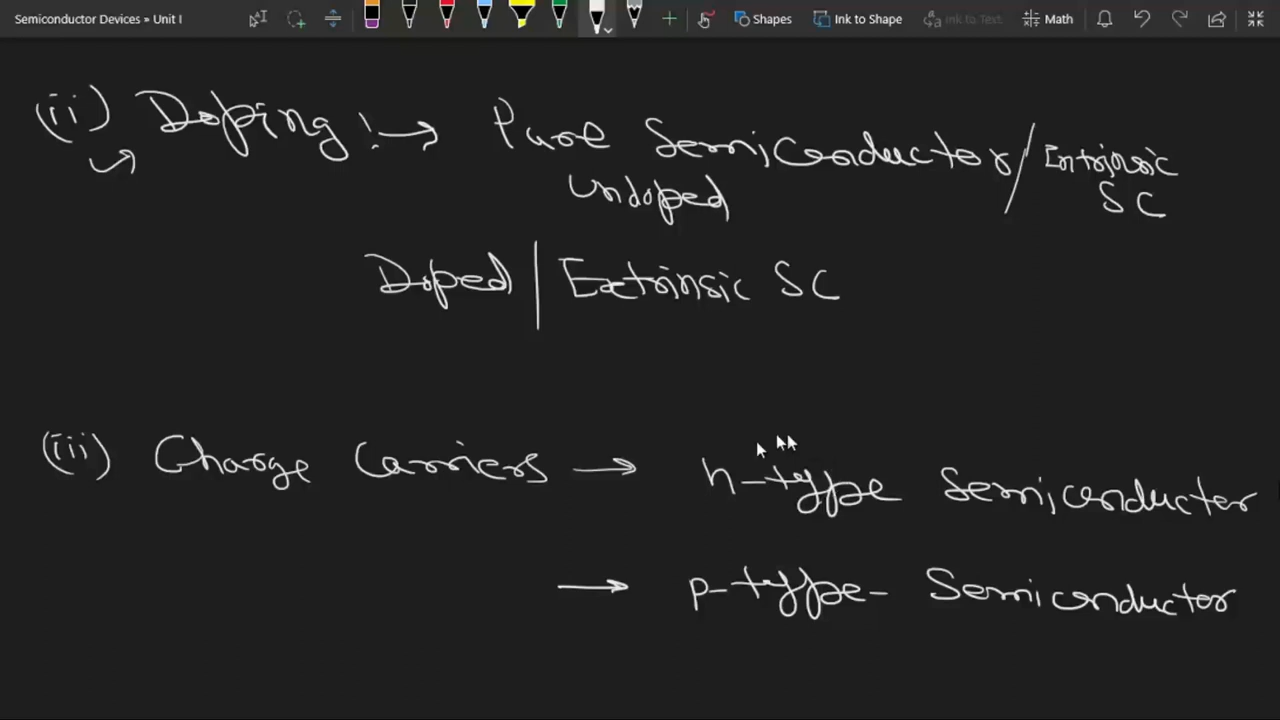 Semiconductor Devices » Unit I
Shapes
Ink to Shape
Ink to Text
Math
(ii) Doping :→ Pure Semiconductor / Intrinsic
undoped SC
Doped | Extrinsic SC
(iii) Charge Carriers → n-type Semiconductor
→ p-type- Semiconductor